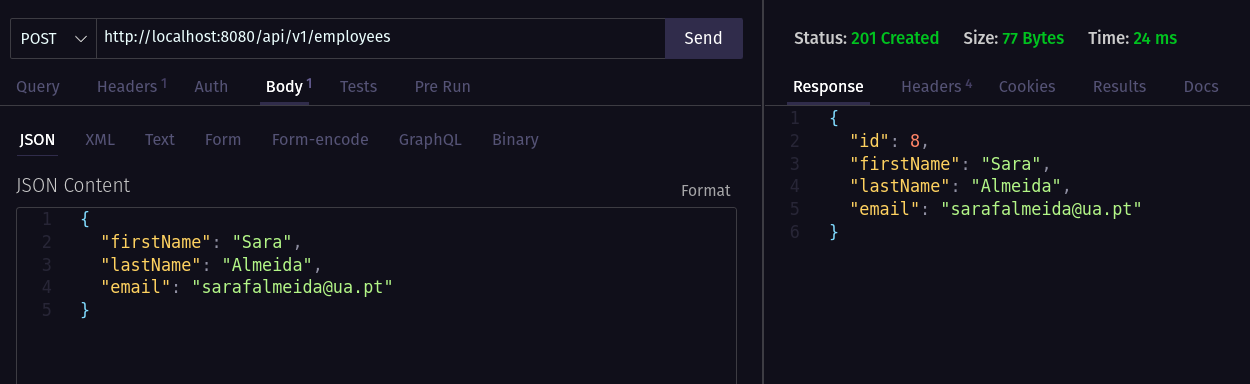 POST http://localhost:8080/api/v1/employees Send
Query Headers 1 Auth Body 1 Tests Pre Run
JSON XML Text Form Form-encode GraphQL Binary
JSON Content Format
1 {
2 "firstName": "Sara",
3 "lastName": "Almeida",
4 "email": "sarafalmeida@ua.pt"
5 }
Status: 201 Created Size: 77 Bytes Time: 24 ms
Response Headers 4 Cookies Results Docs
1 {
2 "id": 8,
3 "firstName": "Sara",
4 "lastName": "Almeida",
5 "email": "sarafalmeida@ua.pt"
6 }